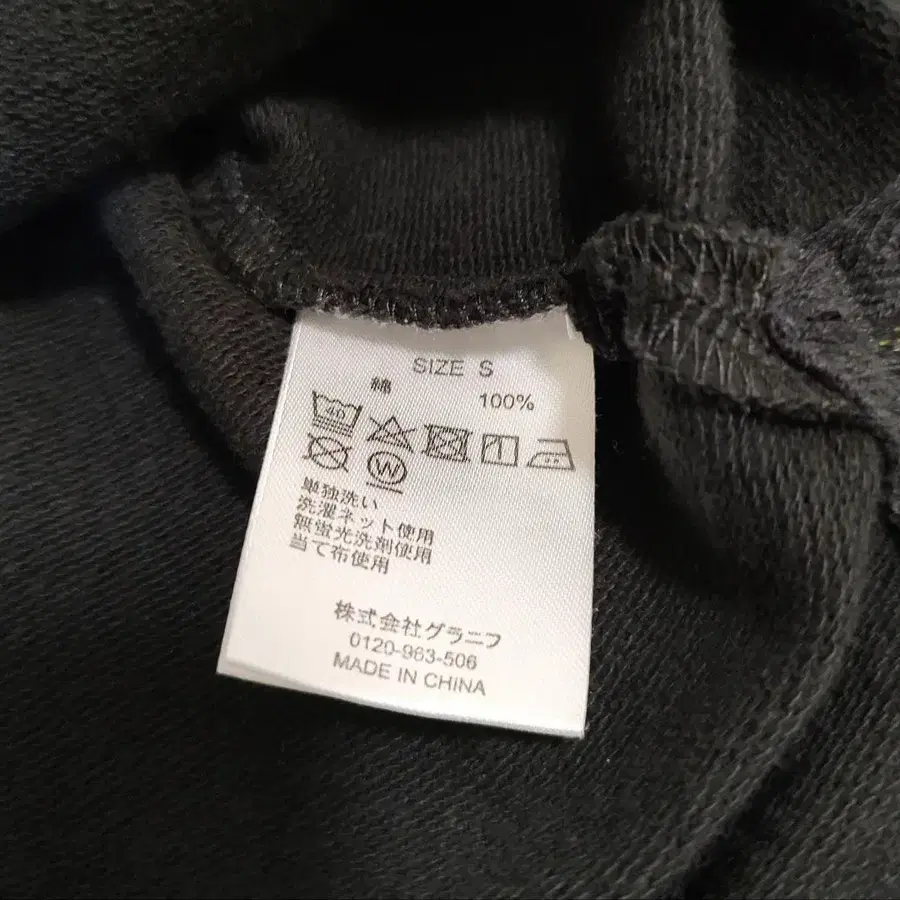 SIZE S
綿 100%
40
W
単独洗い
洗濯ネット使用
無蛍光洗剤使用
当て布使用
株式会社グラニフ
0120-963-506
MADE IN CHINA